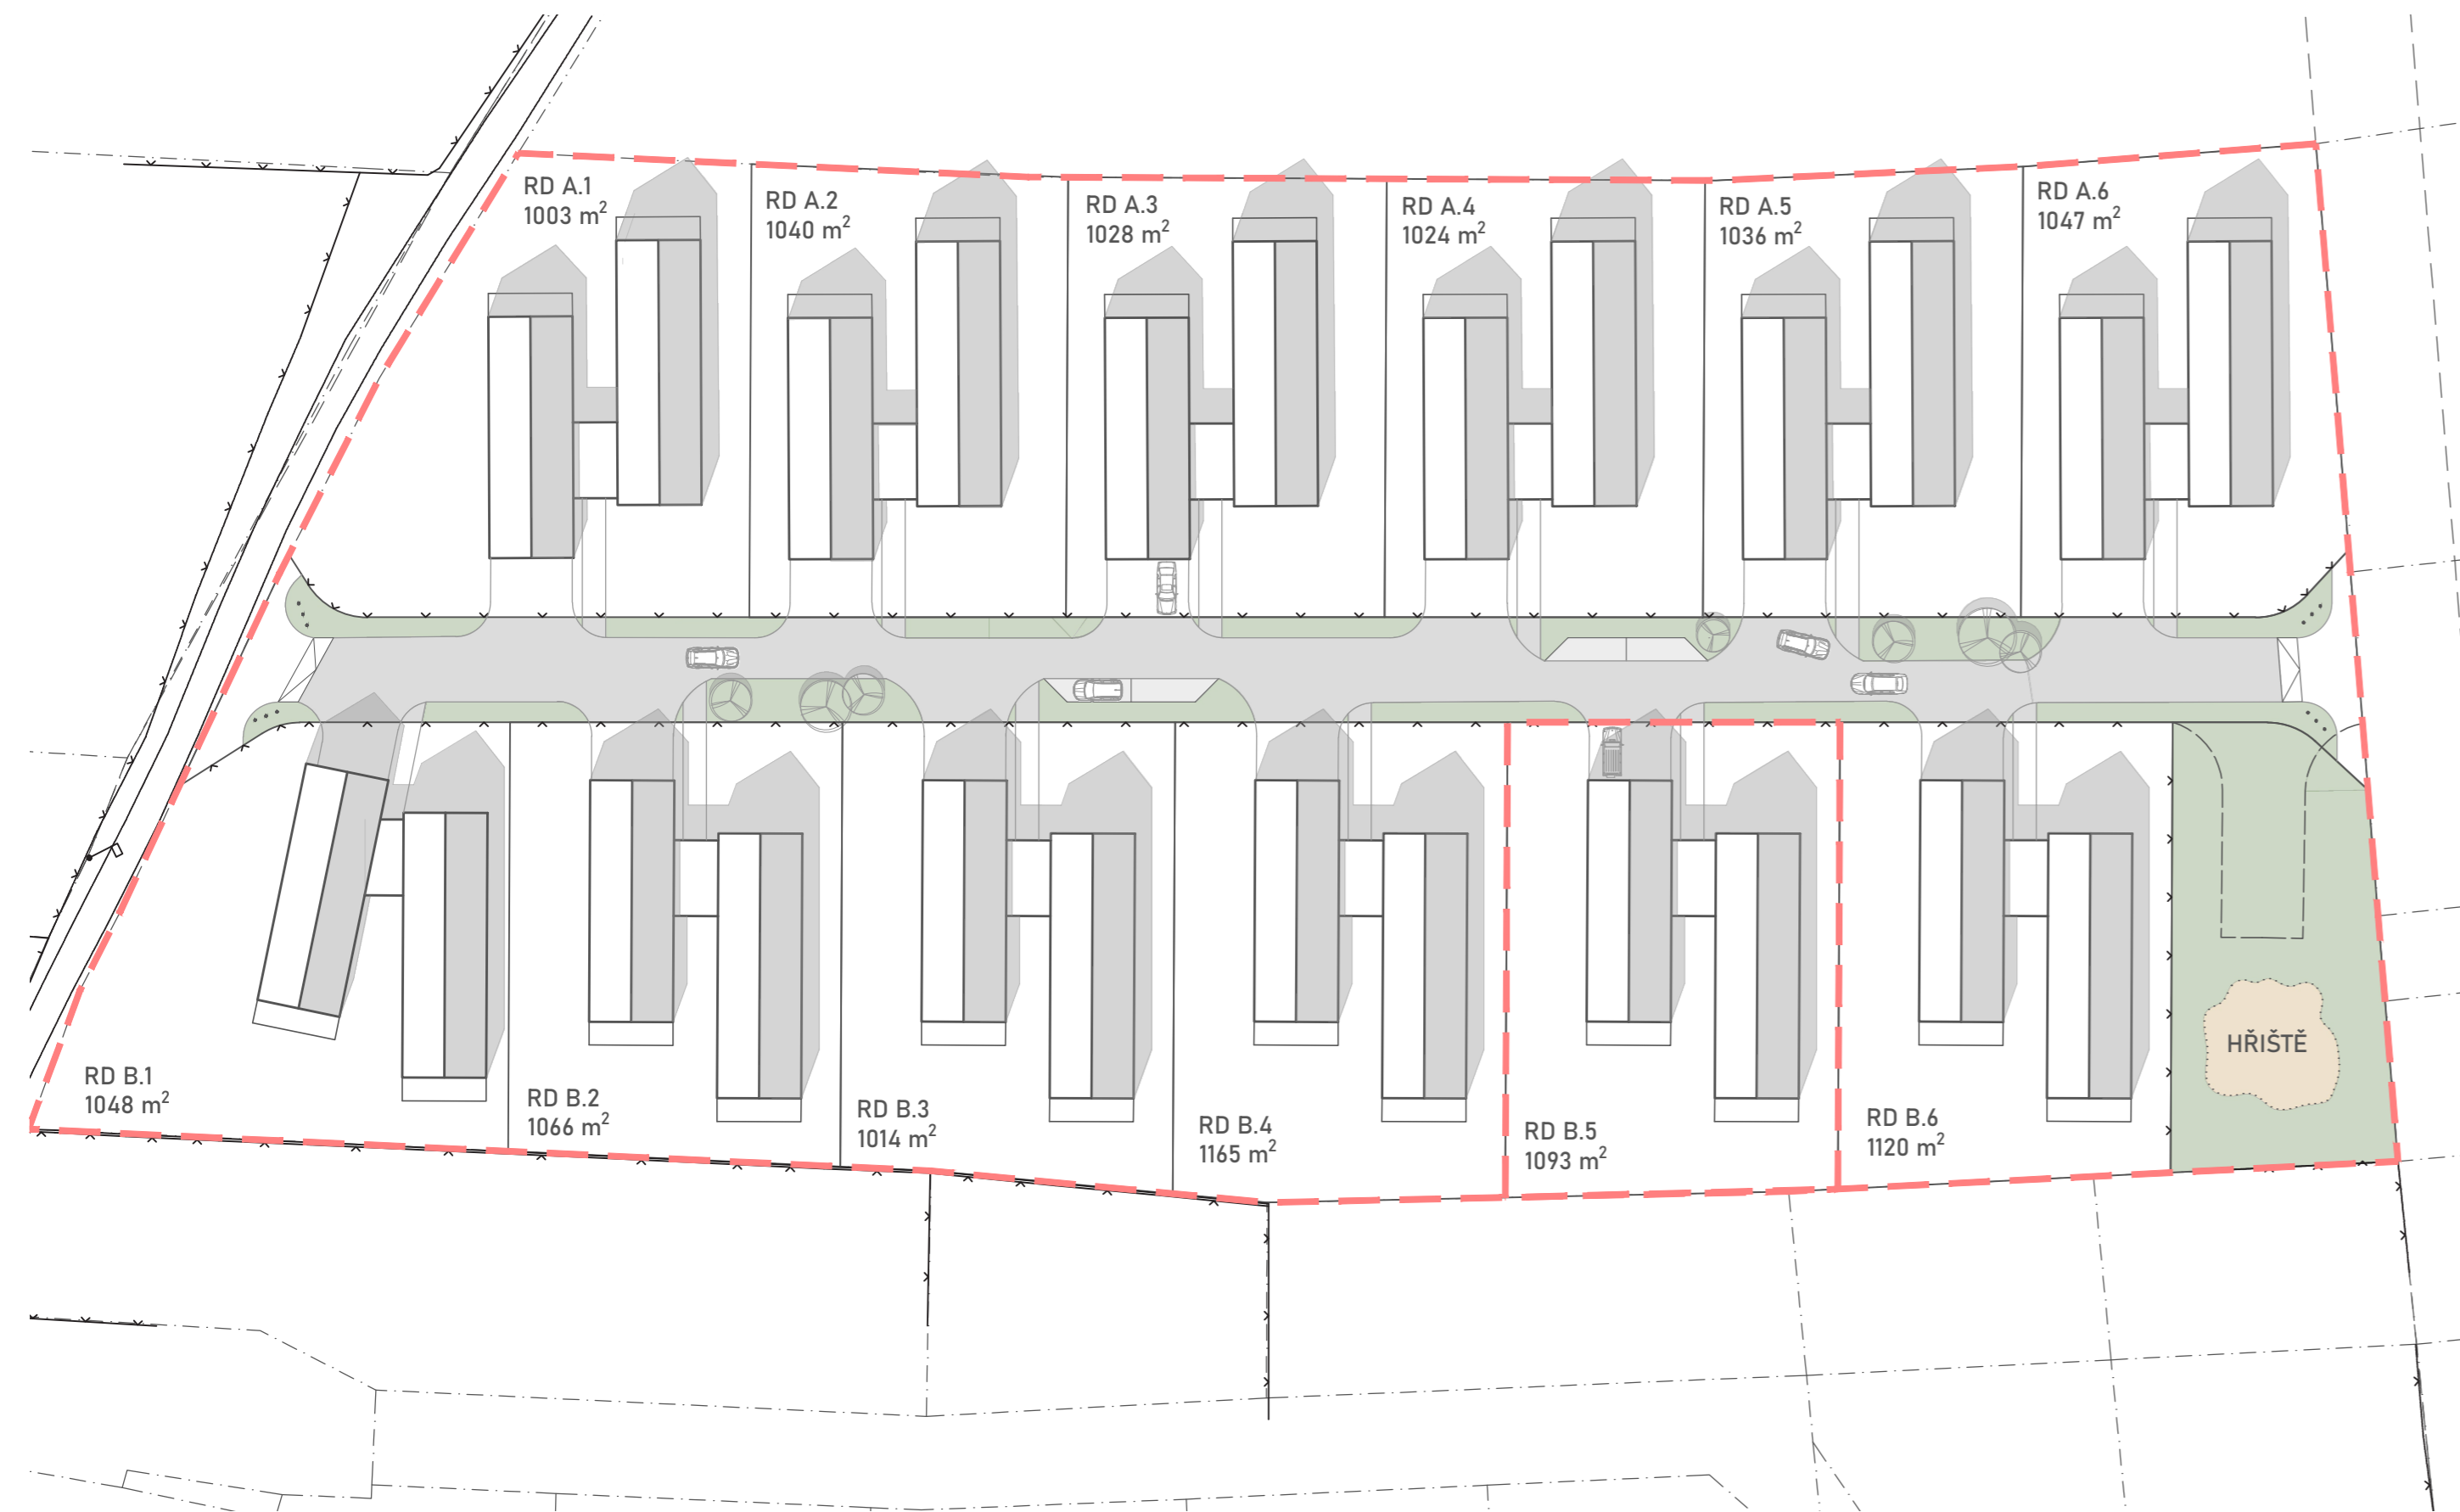 RD A.1
1003 m²
RD A.2
1040 m²
RD A.3
1028 m²
RD A.4
1024 m²
RD A.5
1036 m²
RD A.6
1047 m²
RD B.1
1048 m²
RD B.2
1066 m²
RD B.3
1014 m²
RD B.4
1165 m²
RD B.5
1093 m²
RD B.6
1120 m²
HŘIŠTĚ